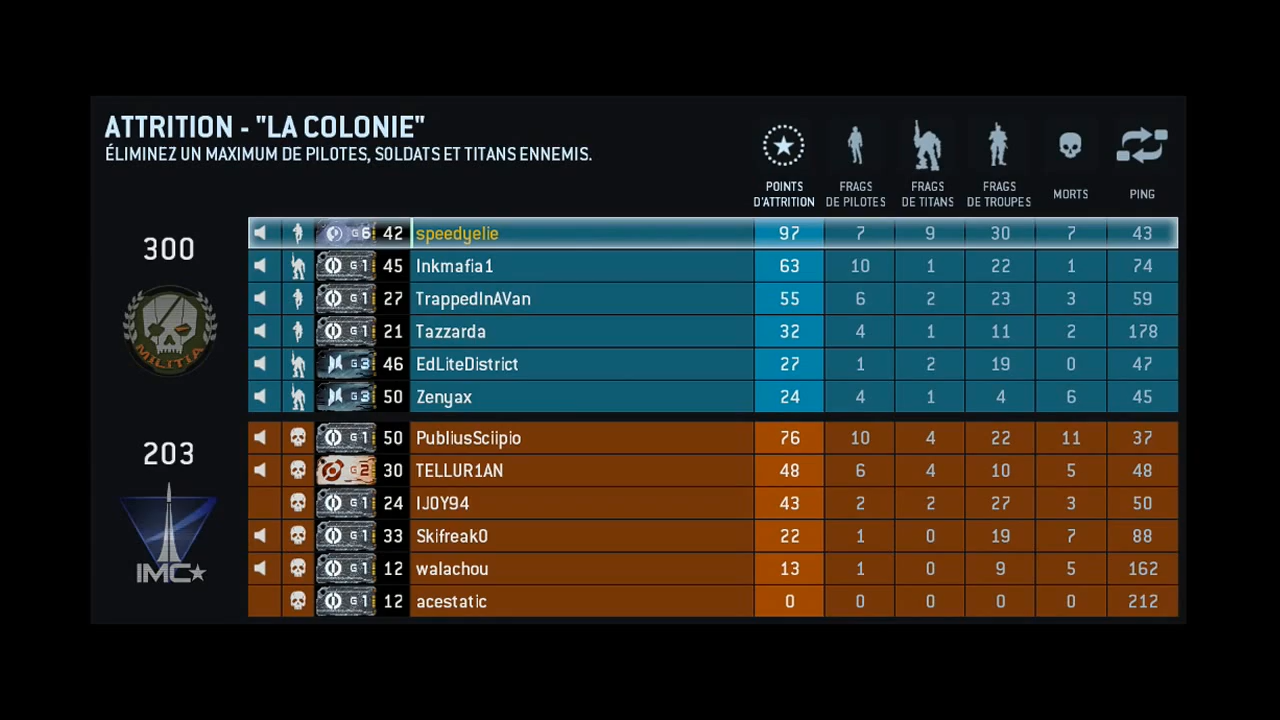 ATTRITION - "LA COLONIE"
ÉLIMINEZ UN MAXIMUM DE PILOTES, SOLDATS ET TITANS ENNEMIS.
POINTS D'ATTRITION FRAGS DE PILOTES FRAGS DE TITANS FRAGS DE TROUPES MORTS PING
300
MILITIA
G6 42 speedyelie 97 7 9 30 7 43
G1 45 Inkmafia1 63 10 1 22 1 74
G1 27 TrappedInAVan 55 6 2 23 3 59
G1 21 Tazzarda 32 4 1 11 2 178
G3 46 EdLiteDistrict 27 1 2 19 0 47
G3 50 Zenyax 24 4 1 4 6 45
203
IMC
G1 50 PubliusSciipio 76 10 4 22 11 37
G2 30 TELLUR1AN 48 6 4 10 5 48
G1 24 IJOY94 43 2 2 27 3 50
G1 33 Skifreak0 22 1 0 19 7 88
G1 12 walachou 13 1 0 9 5 162
G1 12 acestatic 0 0 0 0 0 212